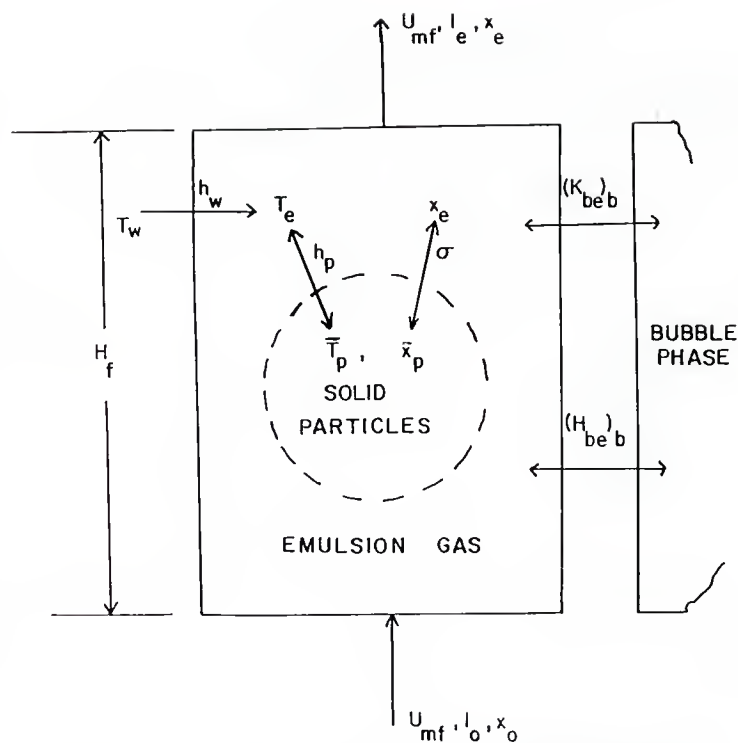 U_mf, I_e, x_e
h_w
T_w
T_e
x_e
(K_be)_b
h_p
σ
H_f
T̄_p, x̄_p
SOLID
PARTICLES
BUBBLE
PHASE
(H_be)_b
EMULSION GAS
U_mf, I_o, x_o